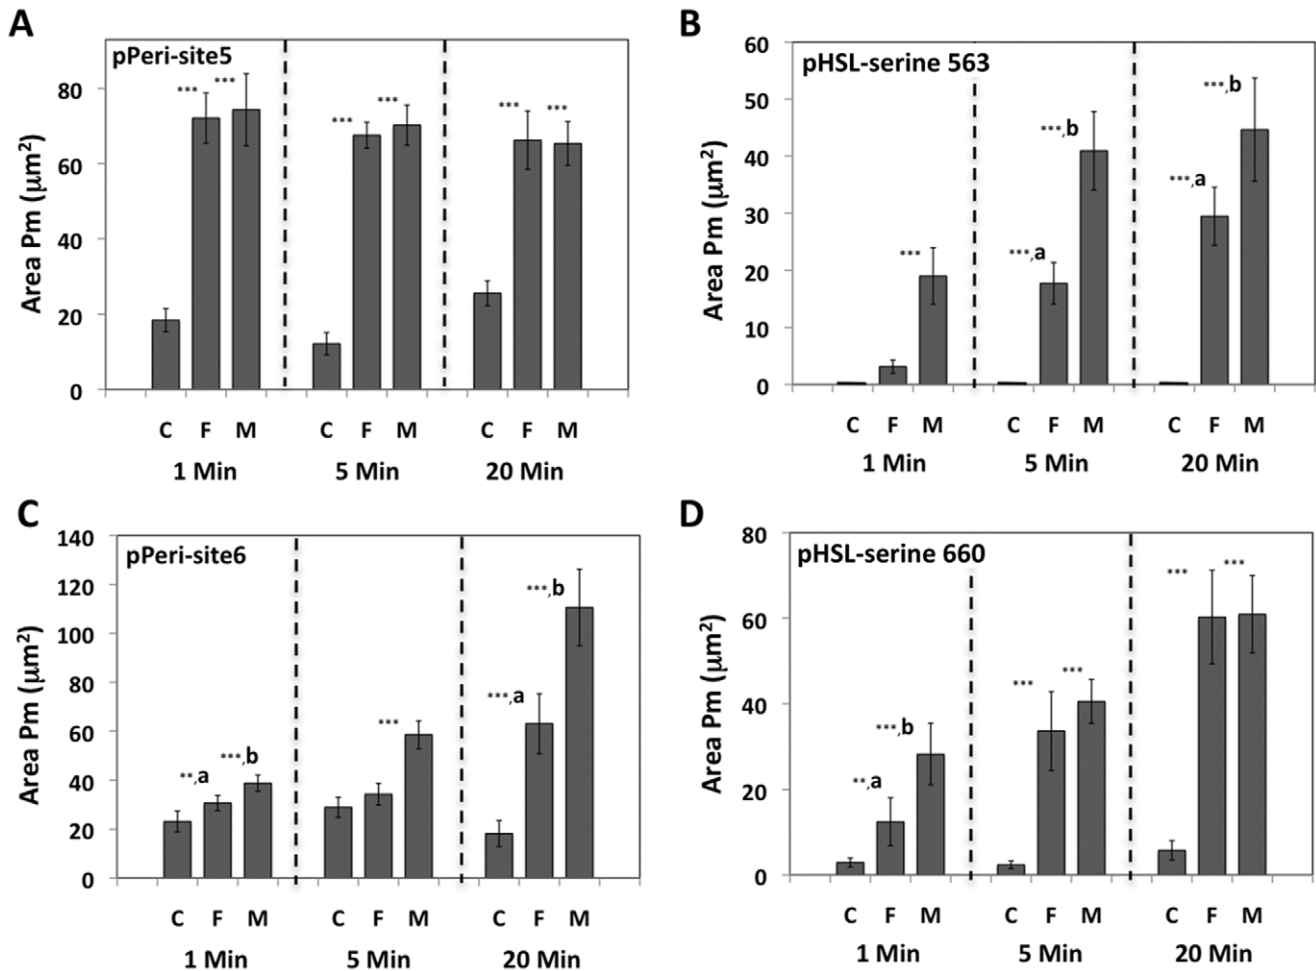 A
pPeri-site5
Area Pm (μm²)
80
60
40
20
0
*** ***
*** ***
*** ***
C F M C F M C F M
1 Min 5 Min 20 Min
B
pHSL-serine 563
Area Pm (μm²)
60
50
40
30
20
10
0
***
***,a ***,b
***,a ***,b
C F M C F M C F M
1 Min 5 Min 20 Min
C
pPeri-site6
Area Pm (μm²)
140
120
100
80
60
40
20
0
**,a ***,b
***
***,a ***,b
C F M C F M C F M
1 Min 5 Min 20 Min
D
pHSL-serine 660
Area Pm (μm²)
80
60
40
20
0
**,a ***,b
*** ***
*** ***
C F M C F M C F M
1 Min 5 Min 20 Min